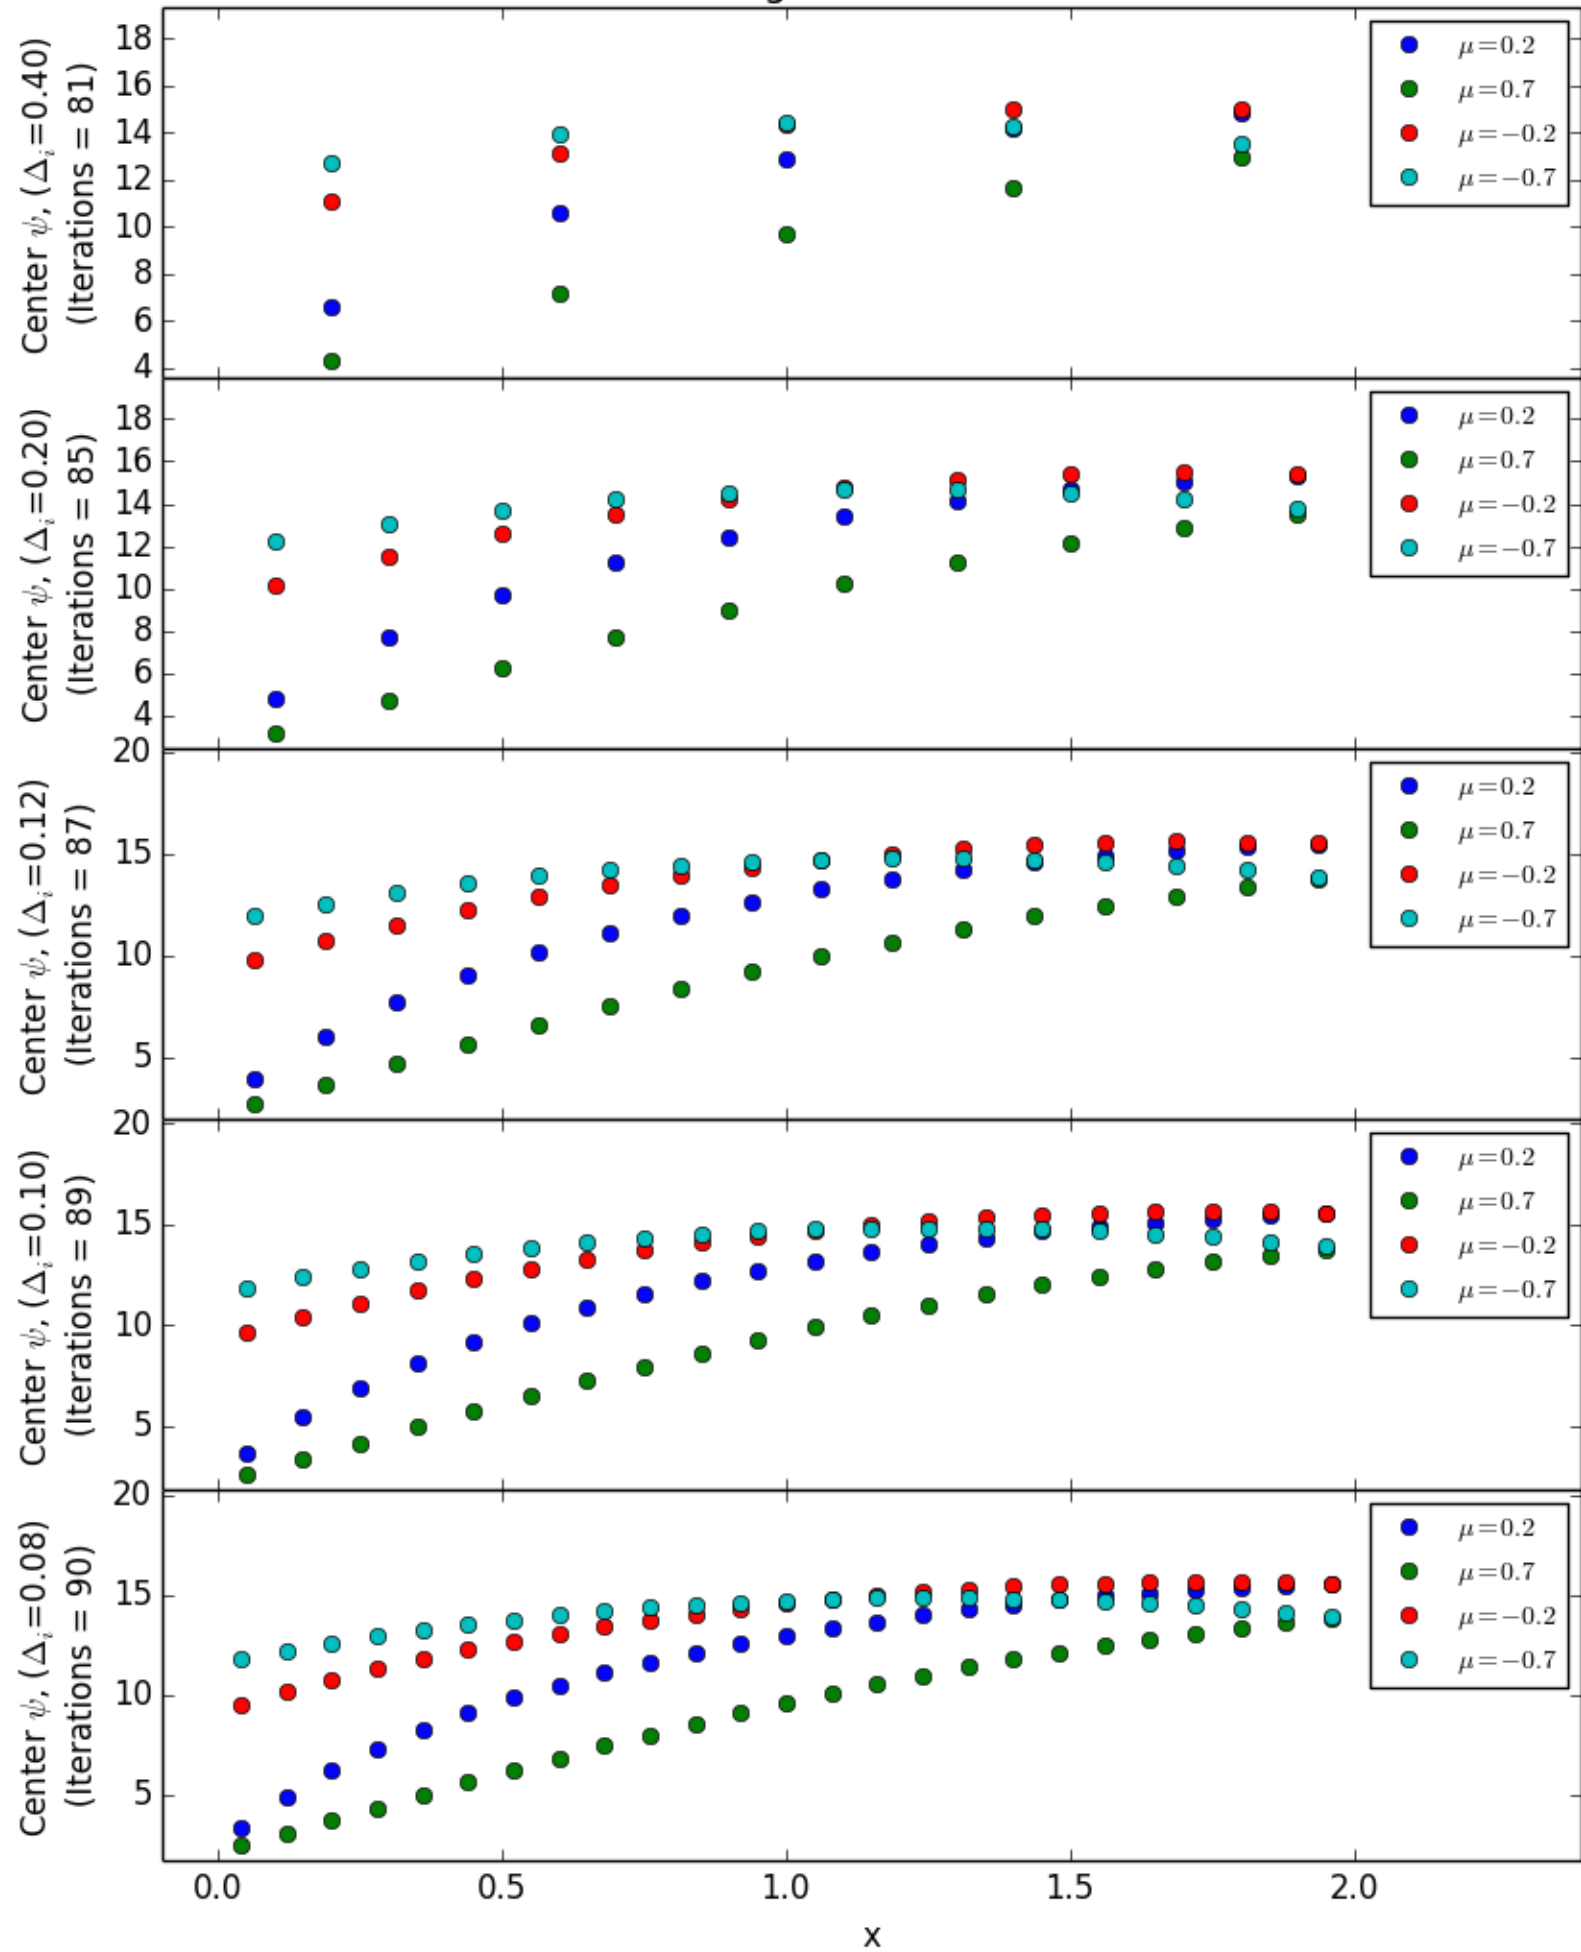 Center ψ, (Δᵢ=0.40)
(Iterations = 81)
18
16
14
12
10
8
6
4
μ=0.2
μ=0.7
μ=−0.2
μ=−0.7
Center ψ, (Δᵢ=0.20)
(Iterations = 85)
18
16
14
12
10
8
6
4
μ=0.2
μ=0.7
μ=−0.2
μ=−0.7
Center ψ, (Δᵢ=0.12)
(Iterations = 87)
20
15
10
5
μ=0.2
μ=0.7
μ=−0.2
μ=−0.7
Center ψ, (Δᵢ=0.10)
(Iterations = 89)
20
15
10
5
μ=0.2
μ=0.7
μ=−0.2
μ=−0.7
Center ψ, (Δᵢ=0.08)
(Iterations = 90)
20
15
10
5
μ=0.2
μ=0.7
μ=−0.2
μ=−0.7
0.0 0.5 1.0 1.5 2.0
x